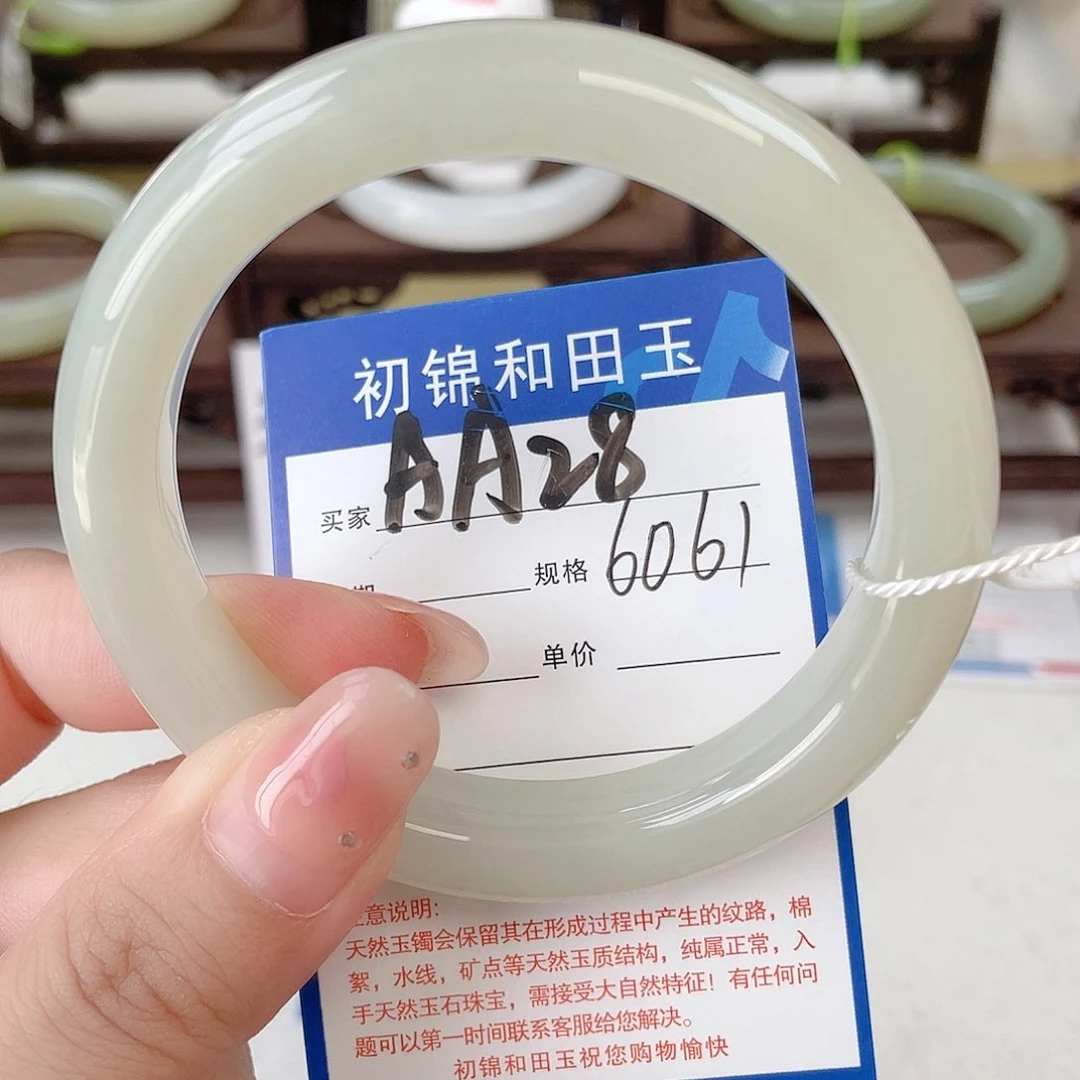 初锦和田玉
买家 AA28
规格 6061
单价
意说明:
天然玉镯会保留其在形成过程中产生的纹路，棉
絮，水线，矿点等天然玉质结构，纯属正常，入
手天然玉石珠宝，需接受大自然特征！有任何问
题可以第一时间联系客服给您解决。
初锦和田玉祝您购物愉快